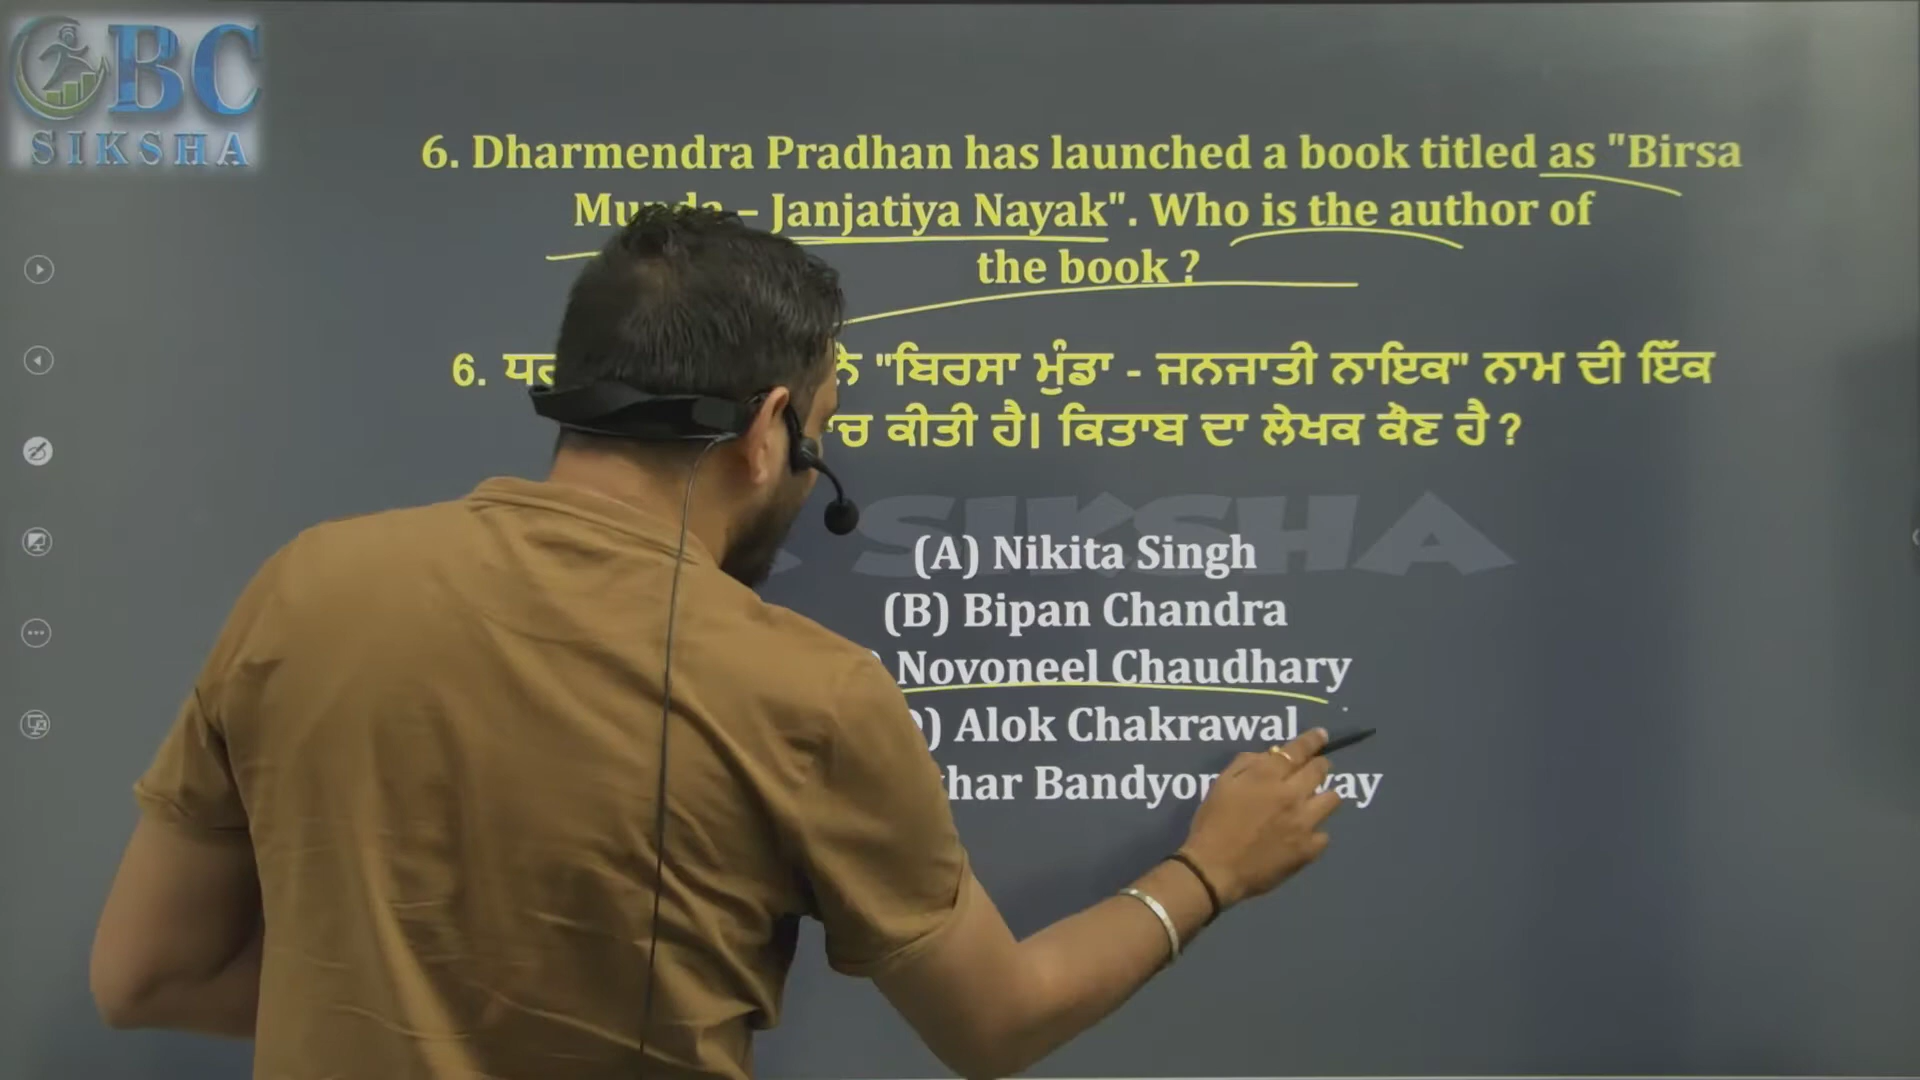 BC
SIKSHA
6. Dharmendra Pradhan has launched a book titled as "Birsa
– Janjatiya Nayak". Who is the author of
the book ?
6. "ਬਿਰਸਾ ਮੁੰਡਾ - ਜਨਜਾਤੀ ਨਾਇਕ" ਨਾਮ ਦੀ ਇੱਕ
ਕੀਤੀ ਹੈ। ਕਿਤਾਬ ਦਾ ਲੇਖਕ ਕੌਣ ਹੈ ?
SIKSHA
(A) Nikita Singh
(B) Bipan Chandra
Novoneel Chaudhary
Alok Chakrawal